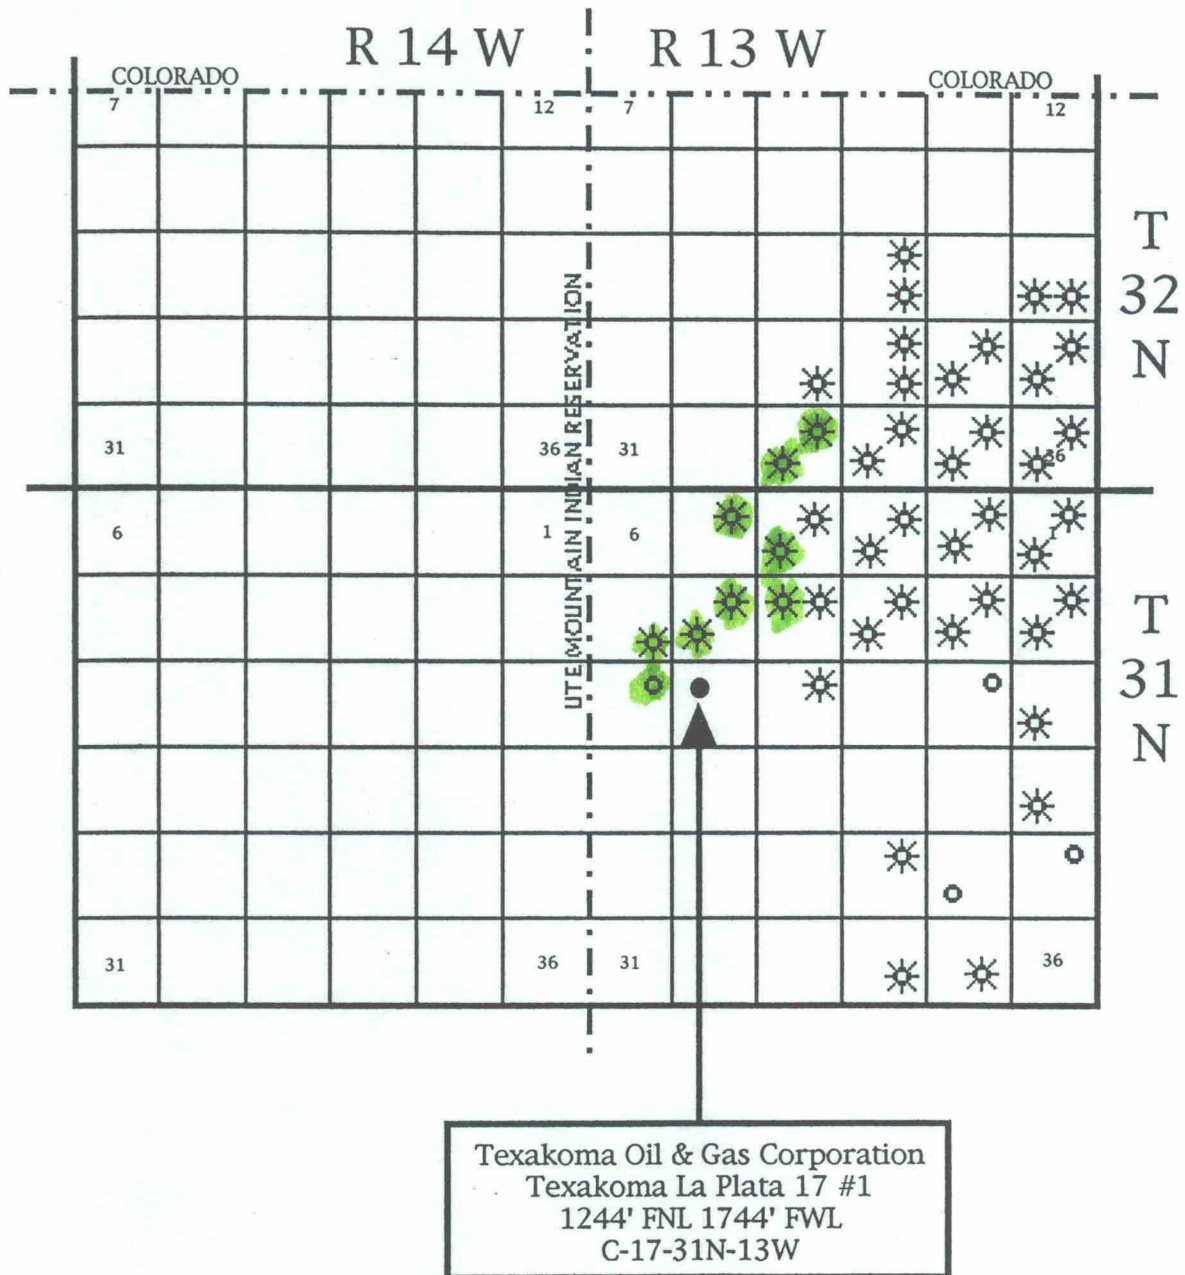 R 14 W
R 13 W
COLORADO
COLORADO
7
12
7
12
T
32
N
UTE MOUNTAIN INDIAN RESERVATION
31
36
31
36
6
1
6
1
T
31
N
31
36
31
36
Texakoma Oil & Gas Corporation
Texakoma La Plata 17 #1
1244' FNL 1744' FWL
C-17-31N-13W